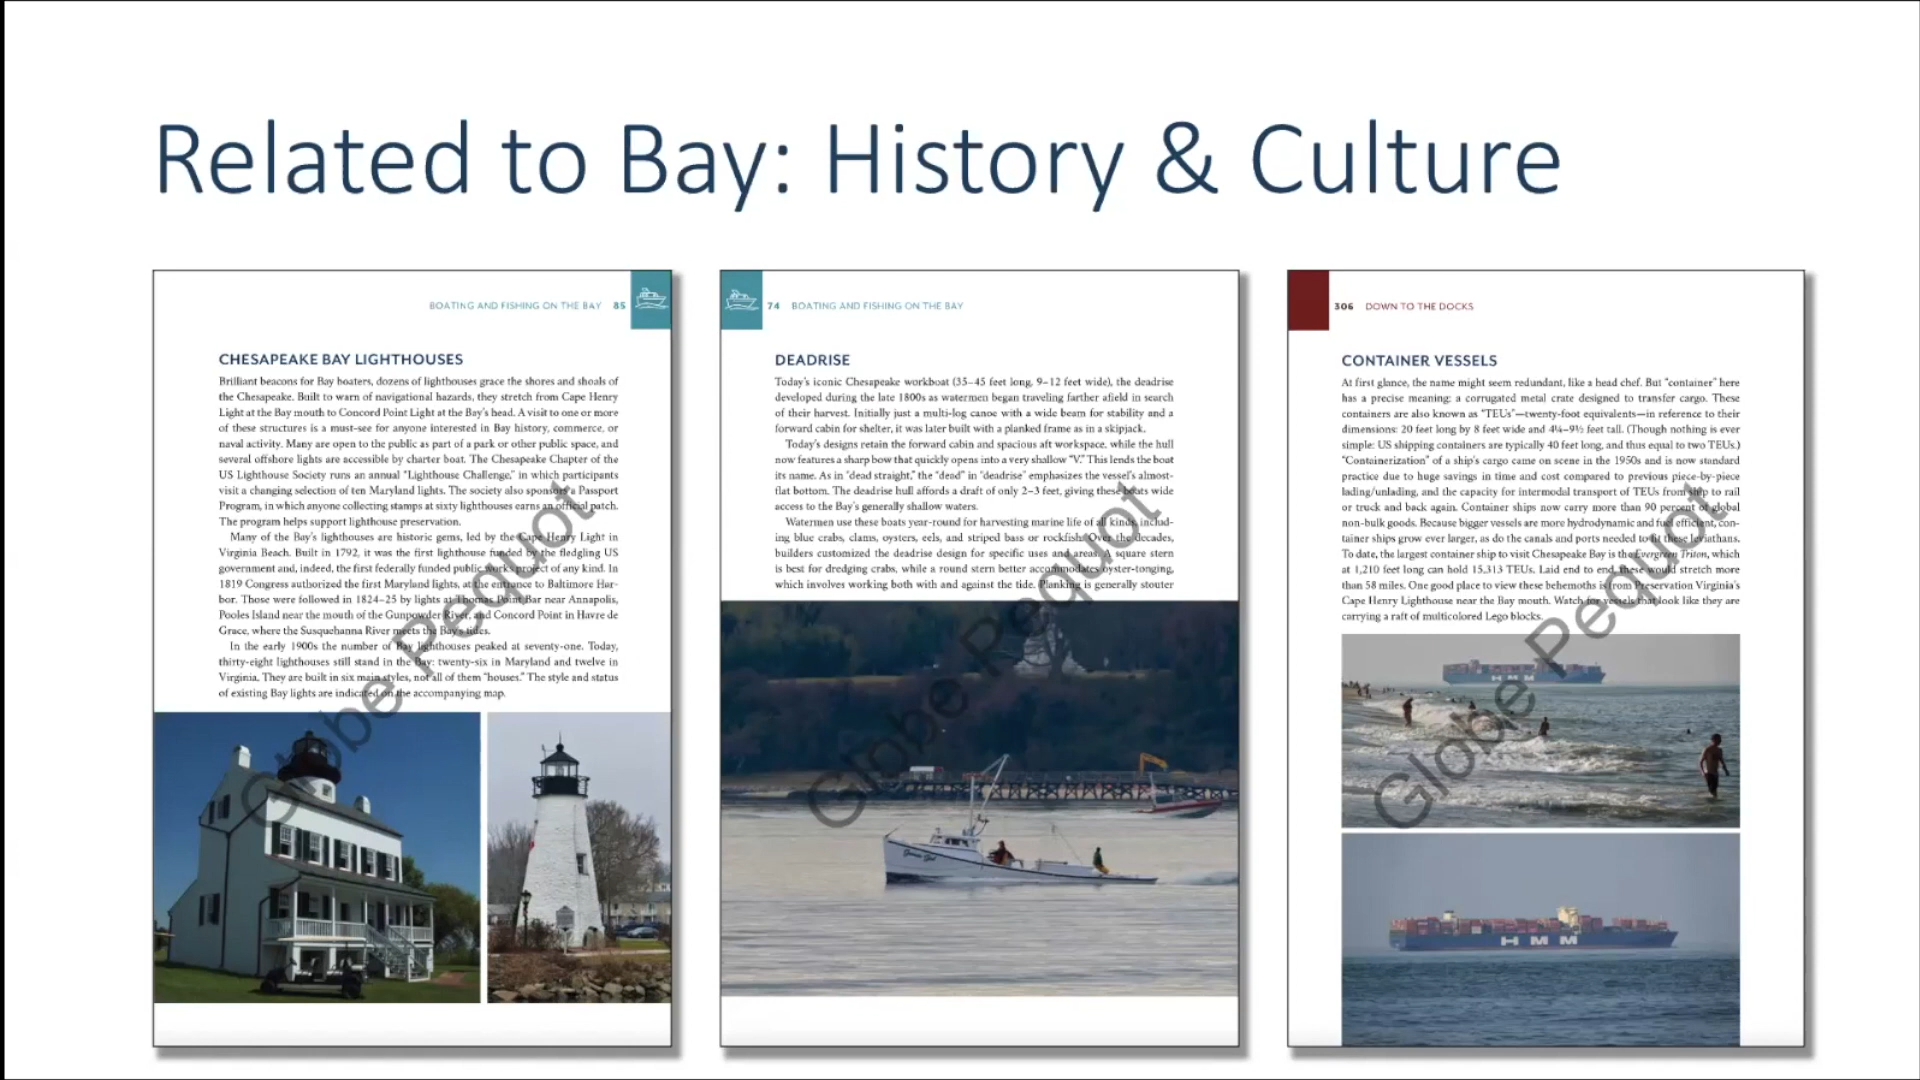 Related to Bay: History & Culture
BOATING AND FISHING ON THE BAY 85
CHESAPEAKE BAY LIGHTHOUSES
Brilliant beacons for Bay boaters, dozens of lighthouses grace the shores and shoals of
the Chesapeake. Built to warn of navigational hazards, they stretch from Cape Henry
Light at the Bay mouth to Concord Point Light at the Bay's head. A visit to one or more
of these structures is a must-see for anyone interested in Bay history, commerce, or
naval activity. Many are open to the public as part of a park or other public space, and
several offshore lights are accessible by charter boat. The Chesapeake Chapter of the
US Lighthouse Society runs an annual “Lighthouse Challenge,” in which participants
visit a changing selection of ten Maryland lights. The society also sponsors a Passport
Program, in which anyone collecting stamps at sixty lighthouses earns an official patch.
The program helps support lighthouse preservation.
Many of the Bay's lighthouses are historic gems, led by the Cape Henry Light in
Virginia Beach. Built in 1792, it was the first lighthouse funded by the fledgling US
government and, indeed, the first federally funded public works project of any kind. In
1819 Congress authorized the first Maryland lights, at the entrance to Baltimore Har-
bor. Those were followed in 1824–25 by lights at Thomas Point Bar near Annapolis,
Pooles Island near the mouth of the Gunpowder River, and Concord Point in Havre de
Grace, where the Susquehanna River meets the Bay's tides.
In the early 1900s the number of Bay lighthouses peaked at seventy-one. Today,
thirty-eight lighthouses still stand in the Bay: twenty-six in Maryland and twelve in
Virginia. They are built in six main styles, not all of them “houses.” The style and status
of existing Bay lights are indicated on the accompanying map.
Globe Pequot
74 BOATING AND FISHING ON THE BAY
DEADRISE
Today's iconic Chesapeake workboat (35–45 feet long, 9–12 feet wide), the deadrise
developed during the late 1800s as watermen began traveling farther afield in search
of their harvest. Initially just a multi-log canoe with a wide beam for stability and a
forward cabin for shelter, it was later built with a planked frame as in a skipjack.
Today's designs retain the forward cabin and spacious aft workspace, while the hull
now features a sharp bow that quickly opens into a very shallow “V.” This lends the boat
its name. As in “dead straight,” the “dead” in “deadrise” emphasizes the vessel's almost-
flat bottom. The deadrise hull affords a draft of only 2–3 feet, giving these boats wide
access to the Bay's generally shallow waters.
Watermen use these boats year-round for harvesting marine life of all kinds, includ-
ing blue crabs, clams, oysters, eels, and striped bass or rockfish. Over the decades,
builders customized the deadrise design for specific uses and areas. A square stern
is best for dredging crabs, while a round stern better accommodates oyster-tonging,
which involves working both with and against the tide. Planking is generally stouter
Globe Pequot
306 DOWN TO THE DOCKS
CONTAINER VESSELS
At first glance, the name might seem redundant, like a head chef. But “container” here
has a precise meaning: a corrugated metal crate designed to transfer cargo. These
containers are also known as “TEUs”—twenty-foot equivalents—in reference to their
dimensions: 20 feet long by 8 feet wide and 4¼–9½ feet tall. (Though nothing is ever
simple: US shipping containers are typically 40 feet long, and thus equal to two TEUs.)
“Containerization” of a ship's cargo came on scene in the 1950s and is now standard
practice due to huge savings in time and cost compared to previous piece-by-piece
lading/unlading, and the capacity for intermodal transport of TEUs from ship to rail
or truck and back again. Container ships now carry more than 90 percent of global
non-bulk goods. Because bigger vessels are more hydrodynamic and fuel efficient, con-
tainer ships grow ever larger, as do the canals and ports needed to fit these leviathans.
To date, the largest container ship to visit Chesapeake Bay is the Evergreen Triton, which
at 1,210 feet long can hold 15,313 TEUs. Laid end to end, these would stretch more
than 58 miles. One good place to view these behemoths is from Preservation Virginia's
Cape Henry Lighthouse near the Bay mouth. Watch for vessels that look like they are
carrying a raft of multicolored Lego blocks.
Globe Pequot
HMM
HMM